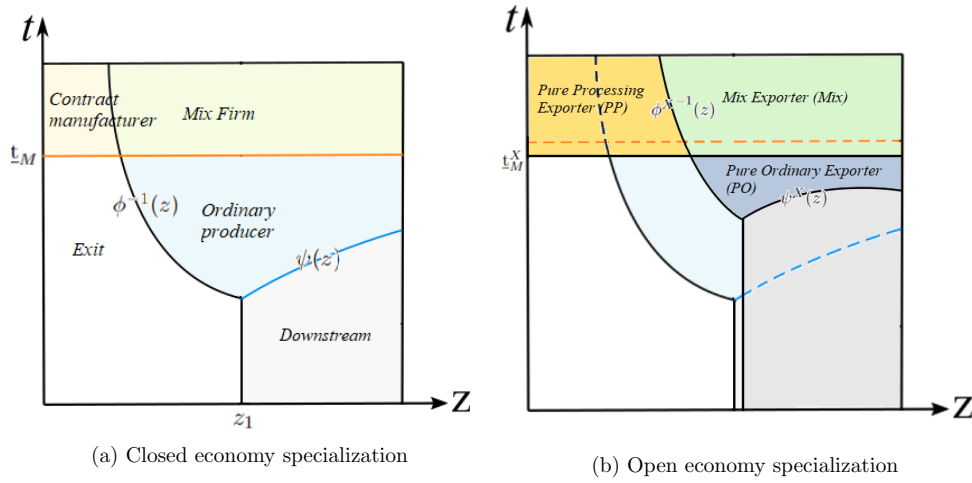 t
Contract
manufacturer
Mix Firm
t_M
ϕ⁻¹(z)
Ordinary
producer
Exit
ψ(z)
Downstream
z₁
Z
(a) Closed economy specialization
t
Pure Processing
Exporter (PP)
ϕ^{X-1}(z)
Mix Exporter (Mix)
t_M^X
Pure Ordinary Exporter
(PO)
ψ^X(z)
Z
(b) Open economy specialization